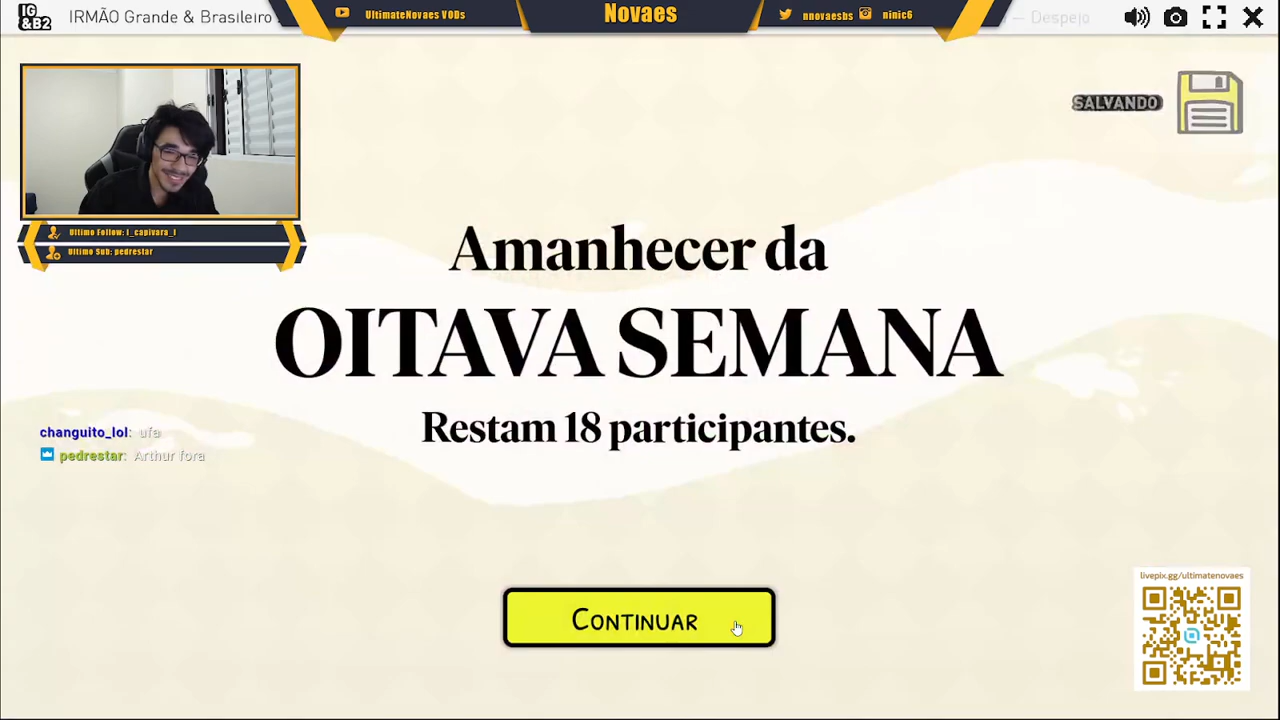 IG
&B2
IRMÃO Grande & Brasileiro
UltimateNovaes VODs
Novaes
nnovaesbs
ninic6
— Despejo
SALVANDO
Ultimo Follow: l_capivara_l
Ultimo Sub: pedrestar
Amanhecer da
OITAVA SEMANA
Restam 18 participantes.
changuito_lol: ufa
pedrestar: Arthur fora
CONTINUAR
livepix.gg/ultimatenovaes